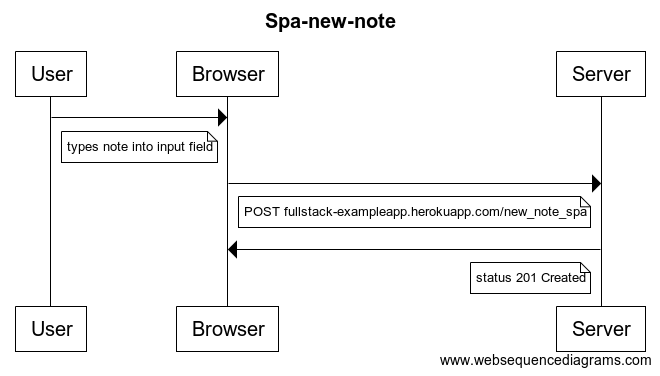 Spa-new-note
User Browser Server
types note into input field
POST fullstack-exampleapp.herokuapp.com/new_note_spa
status 201 Created
User Browser Server
www.websequencediagrams.com